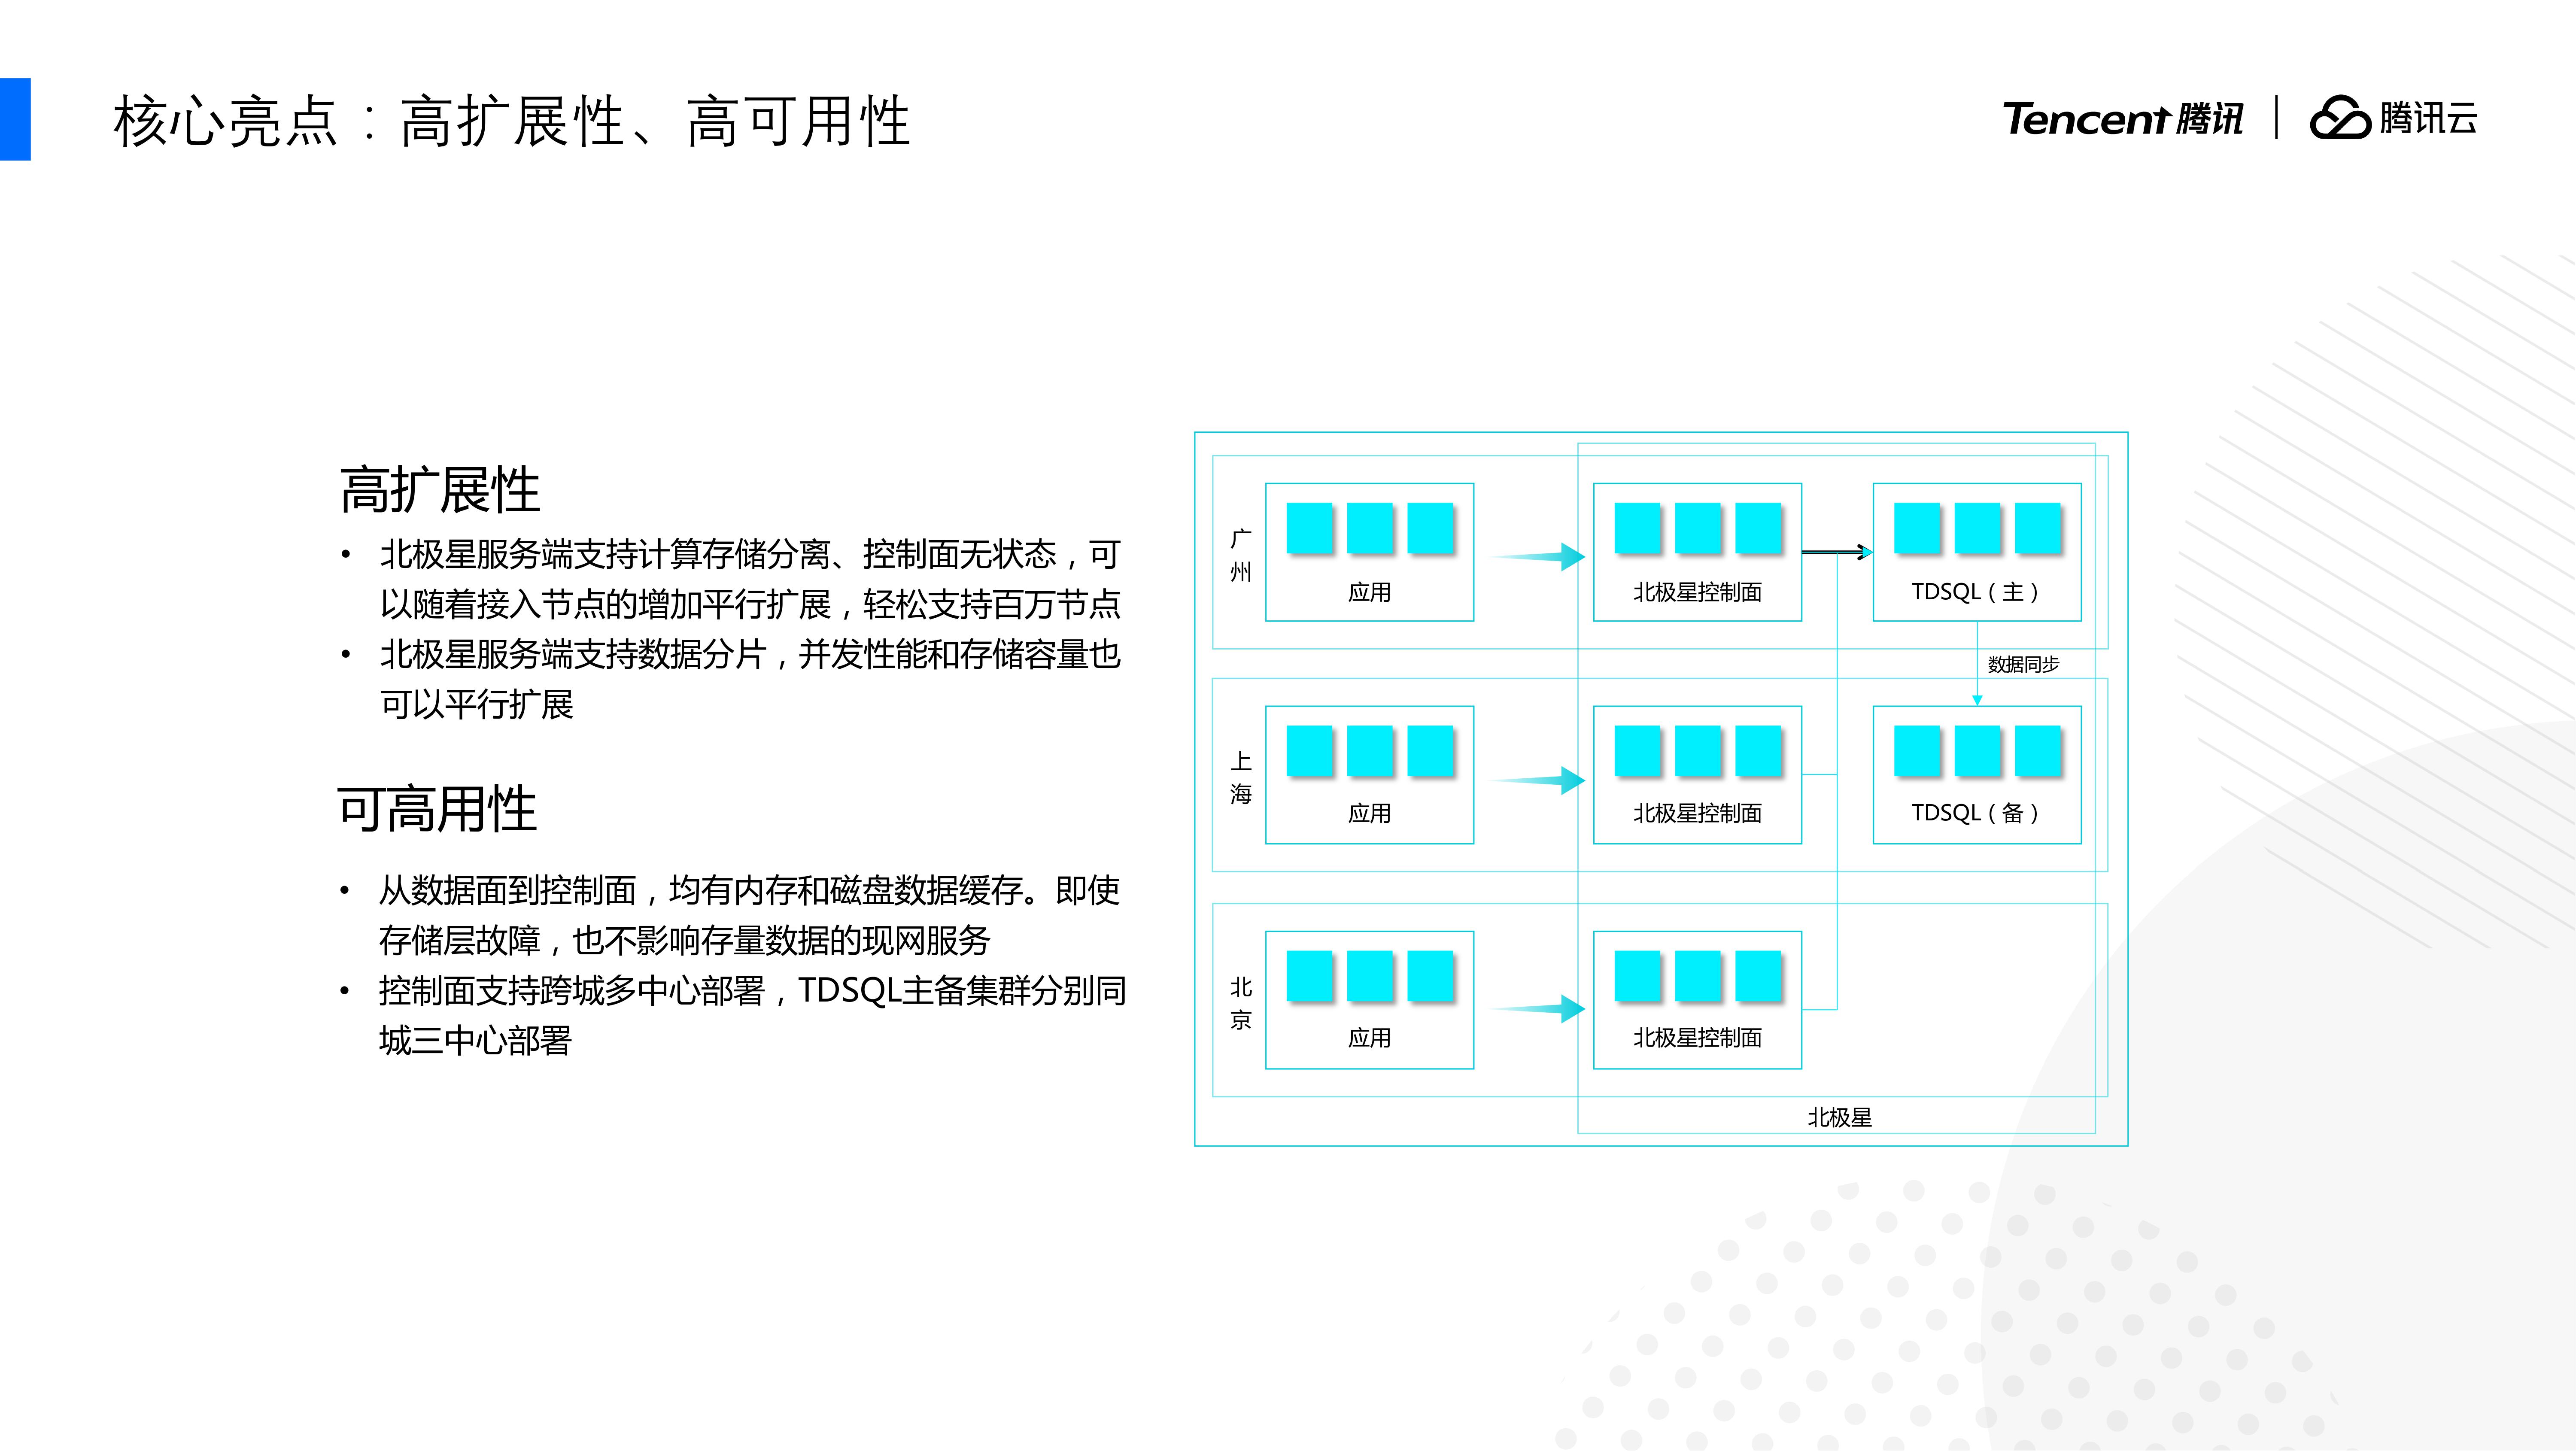 核心亮点：高扩展性、高可用性
Tencent腾讯
腾讯云
高扩展性
• 北极星服务端支持计算存储分离、控制面无状态，可
以随着接入节点的增加平行扩展，轻松支持百万节点
• 北极星服务端支持数据分片，并发性能和存储容量也
可以平行扩展
可高用性
• 从数据面到控制面，均有内存和磁盘数据缓存。即使
存储层故障，也不影响存量数据的现网服务
• 控制面支持跨城多中心部署，TDSQL主备集群分别同
城三中心部署
广
州
应用
北极星控制面
TDSQL（主）
数据同步
上
海
应用
北极星控制面
TDSQL（备）
北
京
应用
北极星控制面
北极星